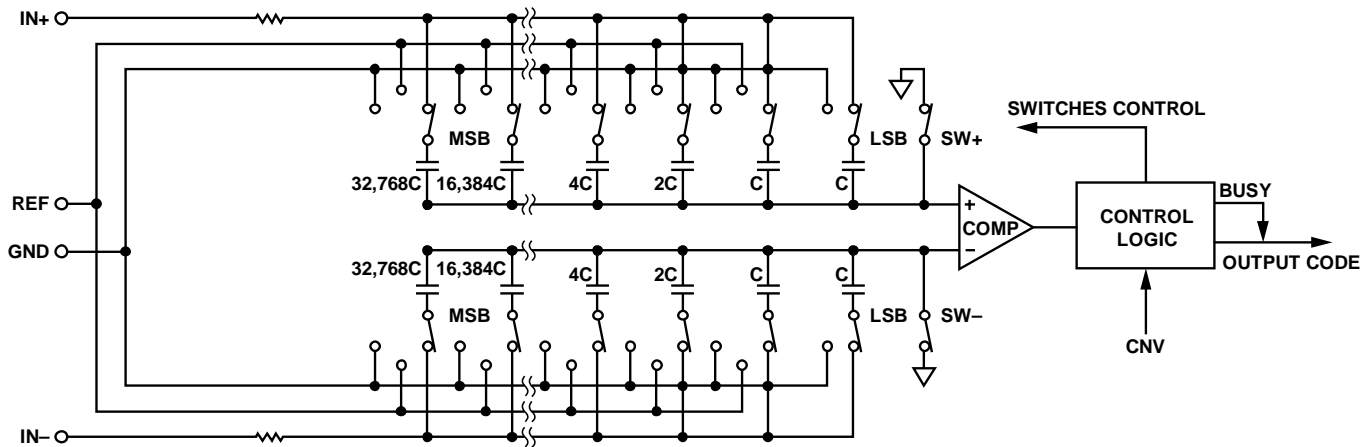 IN+
SWITCHES CONTROL
MSB
LSB
SW+
32,768C 16,384C 4C 2C C C
REF
BUSY
+
COMP
−
CONTROL
LOGIC
GND
OUTPUT CODE
32,768C 16,384C 4C 2C C C
MSB
LSB
SW−
CNV
IN−